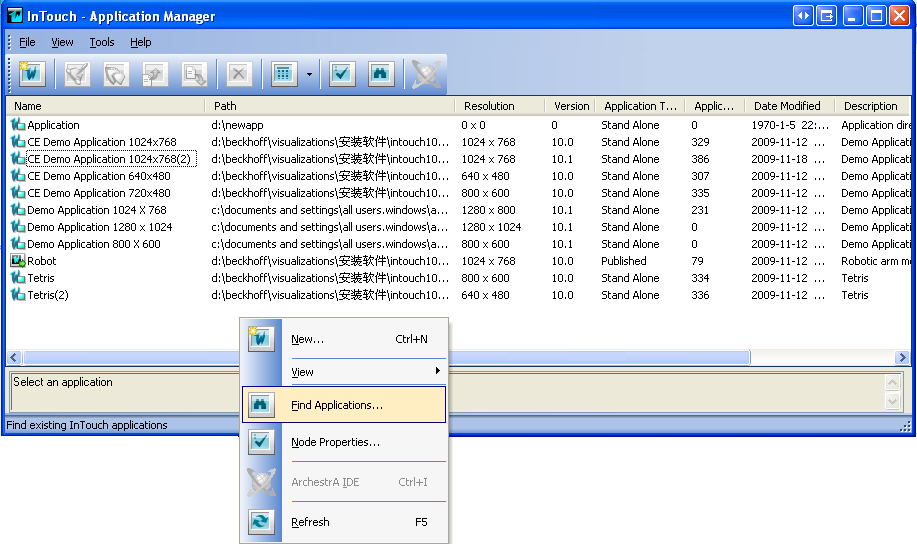 InTouch - Application Manager
File View Tools Help
Name Path Resolution Version Application T... Applic... Date Modified Description
Application d:\newapp 0 x 0 0 Stand Alone 0 1970-1-5 22:... Application dire
CE Demo Application 1024x768 d:\beckhoff\visualizations\安装软件\intouch10... 1024 x 768 10.0 Stand Alone 329 2009-11-12 ... Demo Applicati
CE Demo Application 1024x768(2) d:\beckhoff\visualizations\安装软件\intouch10... 1024 x 768 10.1 Stand Alone 386 2009-11-18 ... Demo Applicati
CE Demo Application 640x480 d:\beckhoff\visualizations\安装软件\intouch10... 640 x 480 10.0 Stand Alone 307 2009-11-12 ... Demo Applicati
CE Demo Application 720x480 d:\beckhoff\visualizations\安装软件\intouch10... 800 x 600 10.0 Stand Alone 335 2009-11-12 ... Demo Applicati
Demo Application 1024 X 768 c:\documents and settings\all users.windows\a... 1280 x 800 10.1 Stand Alone 231 2009-11-12 ... Demo Applicati
Demo Application 1280 x 1024 c:\documents and settings\all users.windows\a... 1280 x 1024 10.1 Stand Alone 0 2009-11-12 ... Demo Applicati
Demo Application 800 X 600 c:\documents and settings\all users.windows\a... 800 x 600 10.1 Stand Alone 0 2009-11-12 ... Demo Applicati
Robot d:\beckhoff\visualizations\安装软件\intouch10... 1024 x 768 10.0 Published 79 2009-11-12 ... Robotic arm mo
Tetris d:\beckhoff\visualizations\安装软件\intouch10... 800 x 600 10.0 Stand Alone 334 2009-11-12 ... Tetris
Tetris(2) d:\beckhoff\visualizations\安装软件\intouch10... 640 x 480 10.0 Stand Alone 336 2009-11-12 ... Tetris
New... Ctrl+N
View
Select an application
Find Applications...
Find existing InTouch applications
Node Properties...
ArchestrA IDE Ctrl+I
Refresh F5